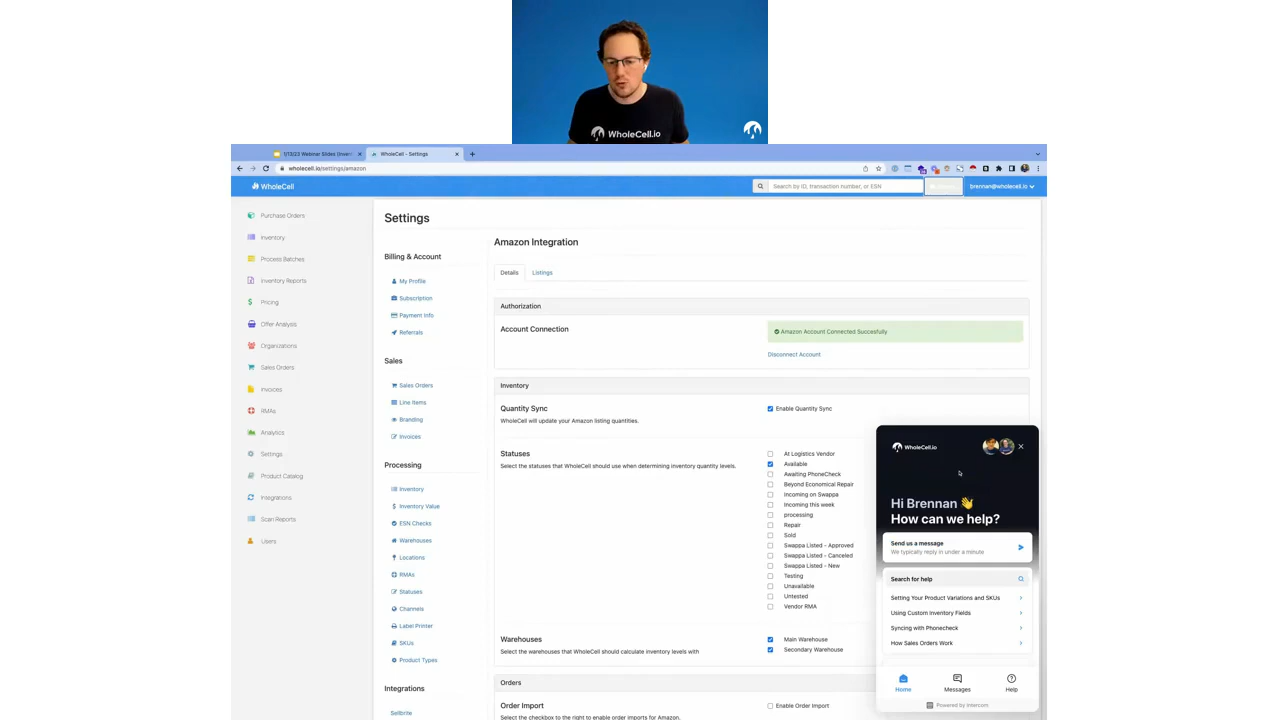 WholeCell.io
1/13/23 Webinar Slides (Inven
WholeCell - Settings
wholecell.io/settings/amazon
WholeCell
Search by ID, transaction number, or ESN
brennan@wholecell.io
Purchase Orders
Inventory
Process Batches
Inventory Reports
Pricing
Offer Analysis
Organizations
Sales Orders
Invoices
RMAs
Analytics
Settings
Product Catalog
Integrations
Scan Reports
Users
Settings
Billing & Account
My Profile
Subscription
Payment Info
Referrals
Sales
Sales Orders
Line Items
Branding
Invoices
Processing
Inventory
Inventory Value
ESN Checks
Warehouses
Locations
RMAs
Statuses
Channels
Label Printer
SKUs
Product Types
Integrations
Sellbrite
Amazon Integration
Details
Listings
Authorization
Account Connection
Amazon Account Connected Succesfully
Disconnect Account
Inventory
Quantity Sync
Enable Quantity Sync
WholeCell will update your Amazon listing quantities.
Statuses
Select the statuses that WholeCell should use when determining inventory quantity levels.
At Logistics Vendor
Available
Awaiting PhoneCheck
Beyond Economical Repair
Incoming on Swappa
Incoming this week
processing
Repair
Sold
Swappa Listed - Approved
Swappa Listed - Canceled
Swappa Listed - New
Testing
Unavailable
Untested
Vendor RMA
Warehouses
Select the warehouses that WholeCell should calculate inventory levels with
Main Warehouse
Secondary Warehouse
Orders
Order Import
Enable Order Import
Select the checkbox to the right to enable order imports for Amazon.
WholeCell.io
Hi Brennan 👋
How can we help?
Send us a message
We typically reply in under a minute
Search for help
Setting Your Product Variations and SKUs
Using Custom Inventory Fields
Syncing with Phonecheck
How Sales Orders Work
Home
Messages
Help
Powered by Intercom